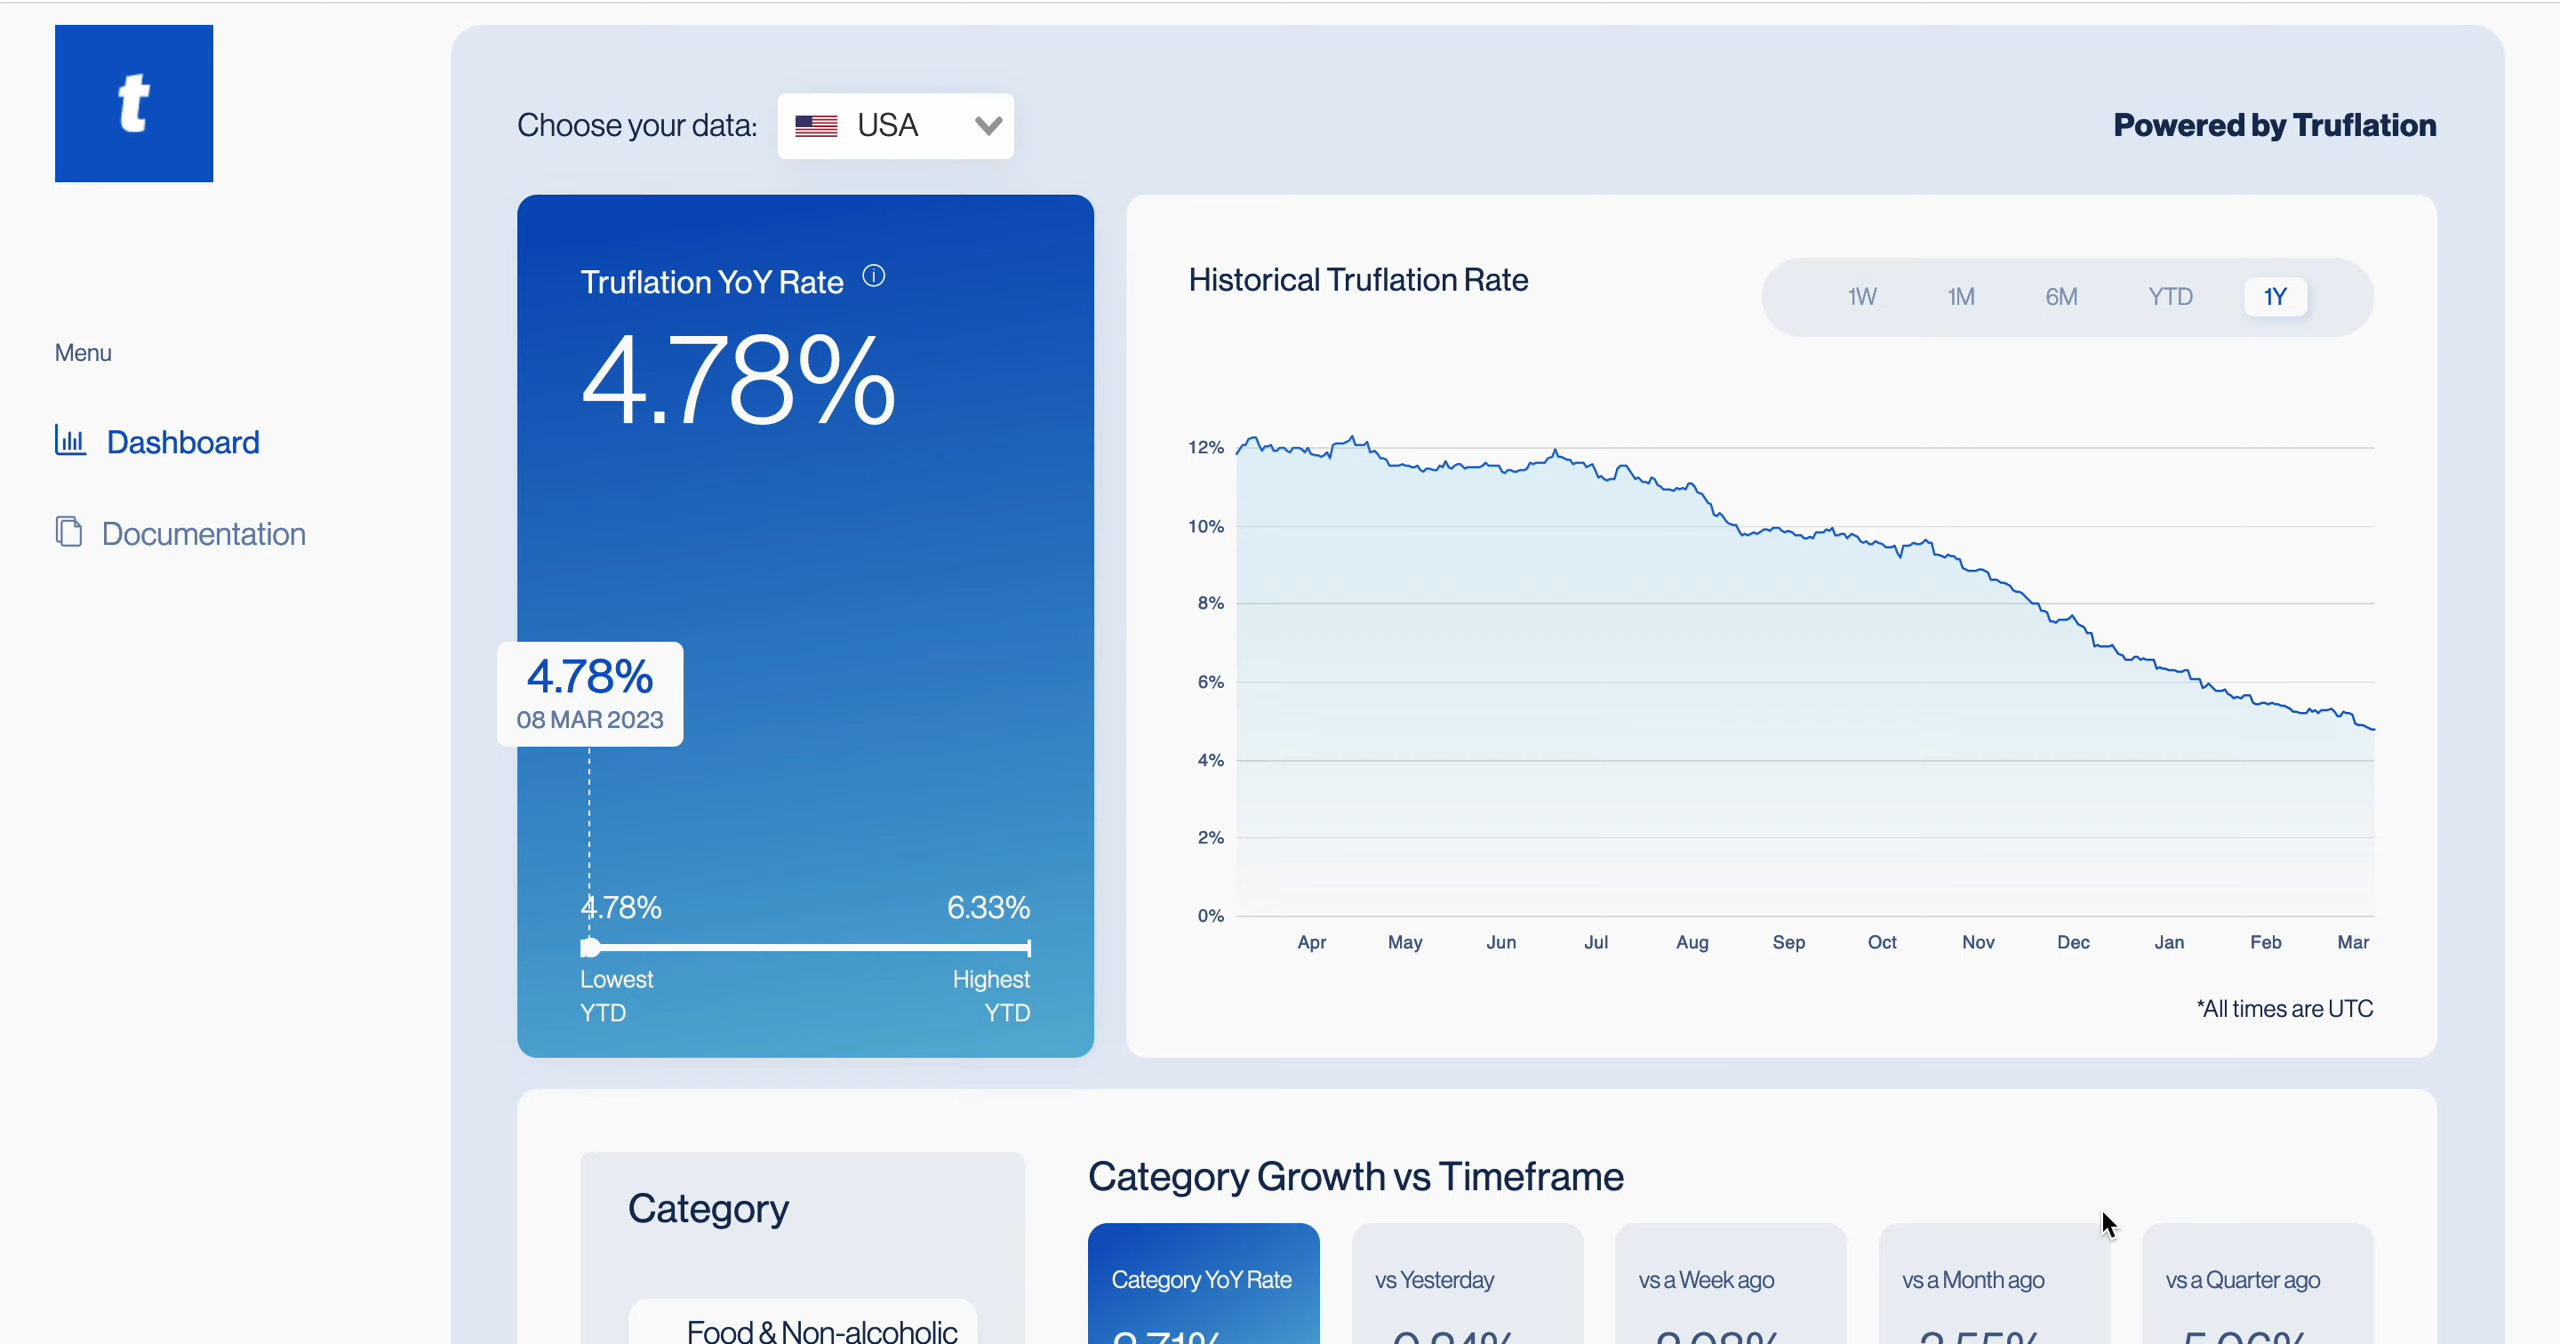 t
Menu
Dashboard
Documentation
Choose your data: USA
Powered by Truflation
Truflation YoY Rate
4.78%
4.78%
08 MAR 2023
4.78% 6.33%
Lowest Highest
YTD YTD
Historical Truflation Rate
1W 1M 6M YTD 1Y
12%
10%
8%
6%
4%
2%
0%
Apr May Jun Jul Aug Sep Oct Nov Dec Jan Feb Mar
*All times are UTC
Category
Food & Non-alcoholic
Category Growth vs Timeframe
Category YoY Rate vs Yesterday vs a Week ago vs a Month ago vs a Quarter ago